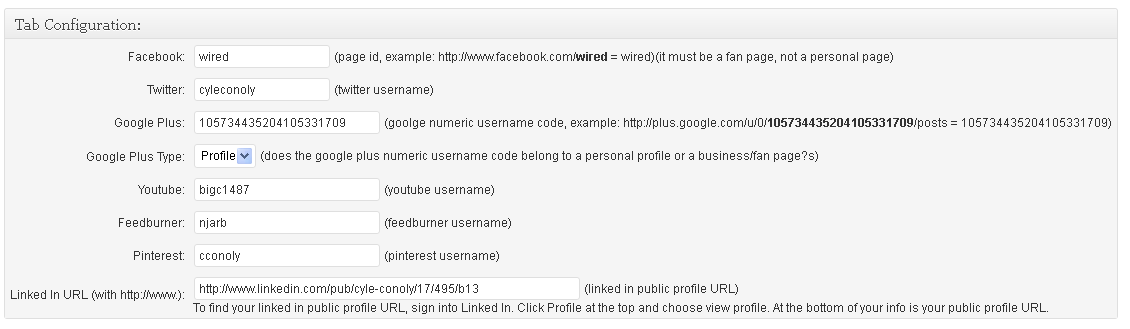 Tab Configuration:
Facebook: wired (page id, example: http://www.facebook.com/wired = wired)(it must be a fan page, not a personal page)
Twitter: cyleconoly (twitter username)
Google Plus: 105734435204105331709 (goolge numeric username code, example: http://plus.google.com/u/0/105734435204105331709/posts = 105734435204105331709)
Google Plus Type: Profile (does the google plus numeric username code belong to a personal profile or a business/fan page?s)
Youtube: bigc1487 (youtube username)
Feedburner: njarb (feedburner username)
Pinterest: cconoly (pinterest username)
Linked In URL (with http://www.): http://www.linkedin.com/pub/cyle-conoly/17/495/b13 (linked in public profile URL)
To find your linked in public profile URL, sign into Linked In. Click Profile at the top and choose view profile. At the bottom of your info is your public profile URL.